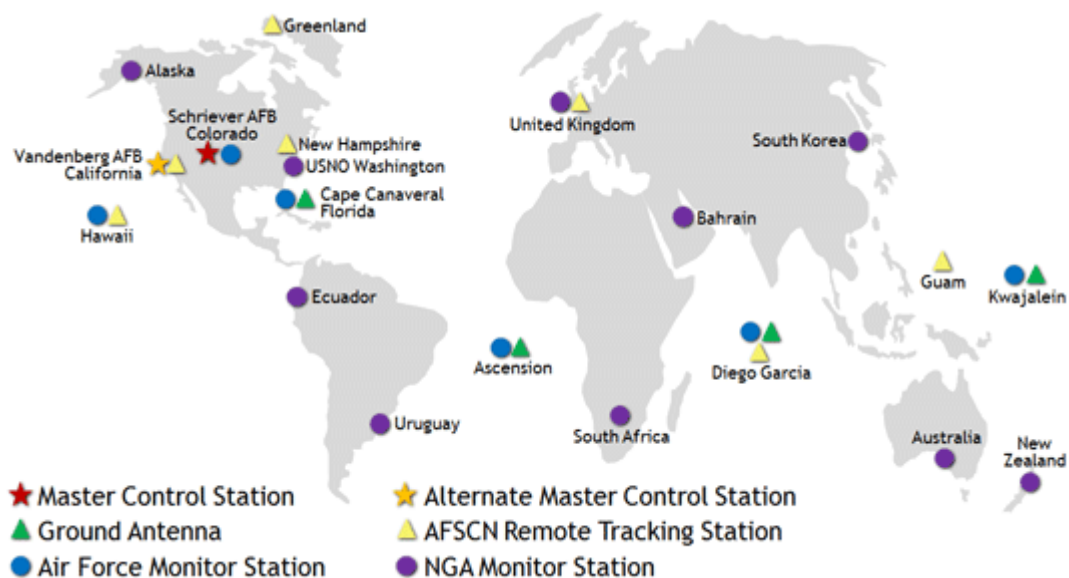 Greenland
Alaska
Schriever AFB
Colorado
New Hampshire
USNO Washington
Vandenberg AFB
California
Cape Canaveral
Florida
Hawaii
United Kingdom
South Korea
Bahrain
Guam
Kwajalein
Ecuador
Ascension
Diego Garcia
Uruguay
South Africa
Australia
New
Zealand
Master Control Station
Alternate Master Control Station
Ground Antenna
AFSCN Remote Tracking Station
Air Force Monitor Station
NGA Monitor Station